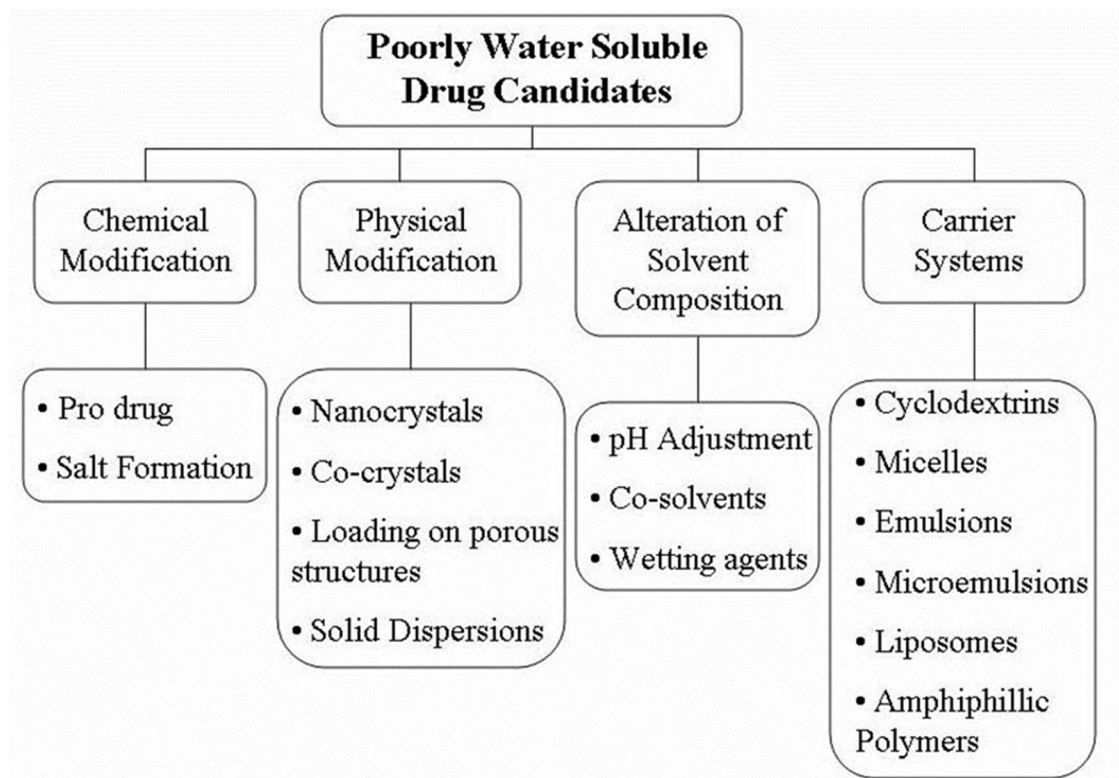 Poorly Water Soluble
Drug Candidates
Chemical
Modification
Physical
Modification
Alteration of
Solvent
Composition
Carrier
Systems
• Pro drug
• Salt Formation
• Nanocrystals
• Co-crystals
• Loading on porous
structures
• Solid Dispersions
• pH Adjustment
• Co-solvents
• Wetting agents
• Cyclodextrins
• Micelles
• Emulsions
• Microemulsions
• Liposomes
• Amphiphillic
Polymers